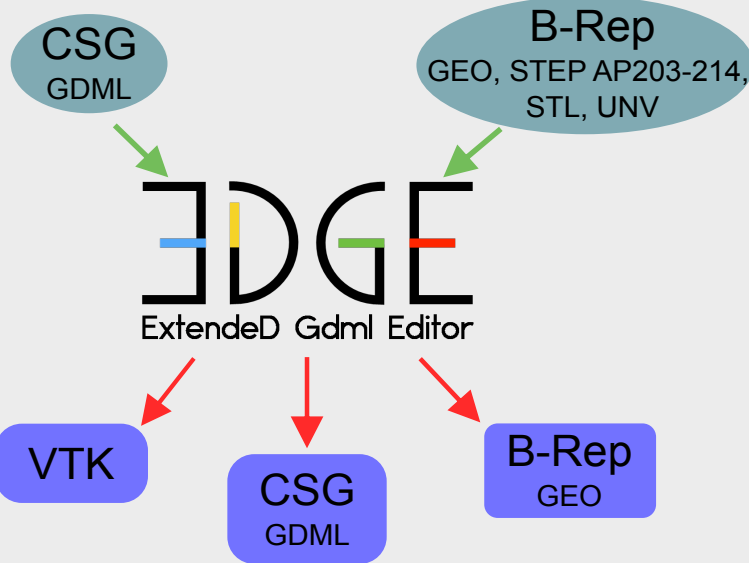 CSG
GDML
B-Rep
GEO, STEP AP203-214,
STL, UNV
EDGE
ExtendeD Gdml Editor
VTK
CSG
GDML
B-Rep
GEO